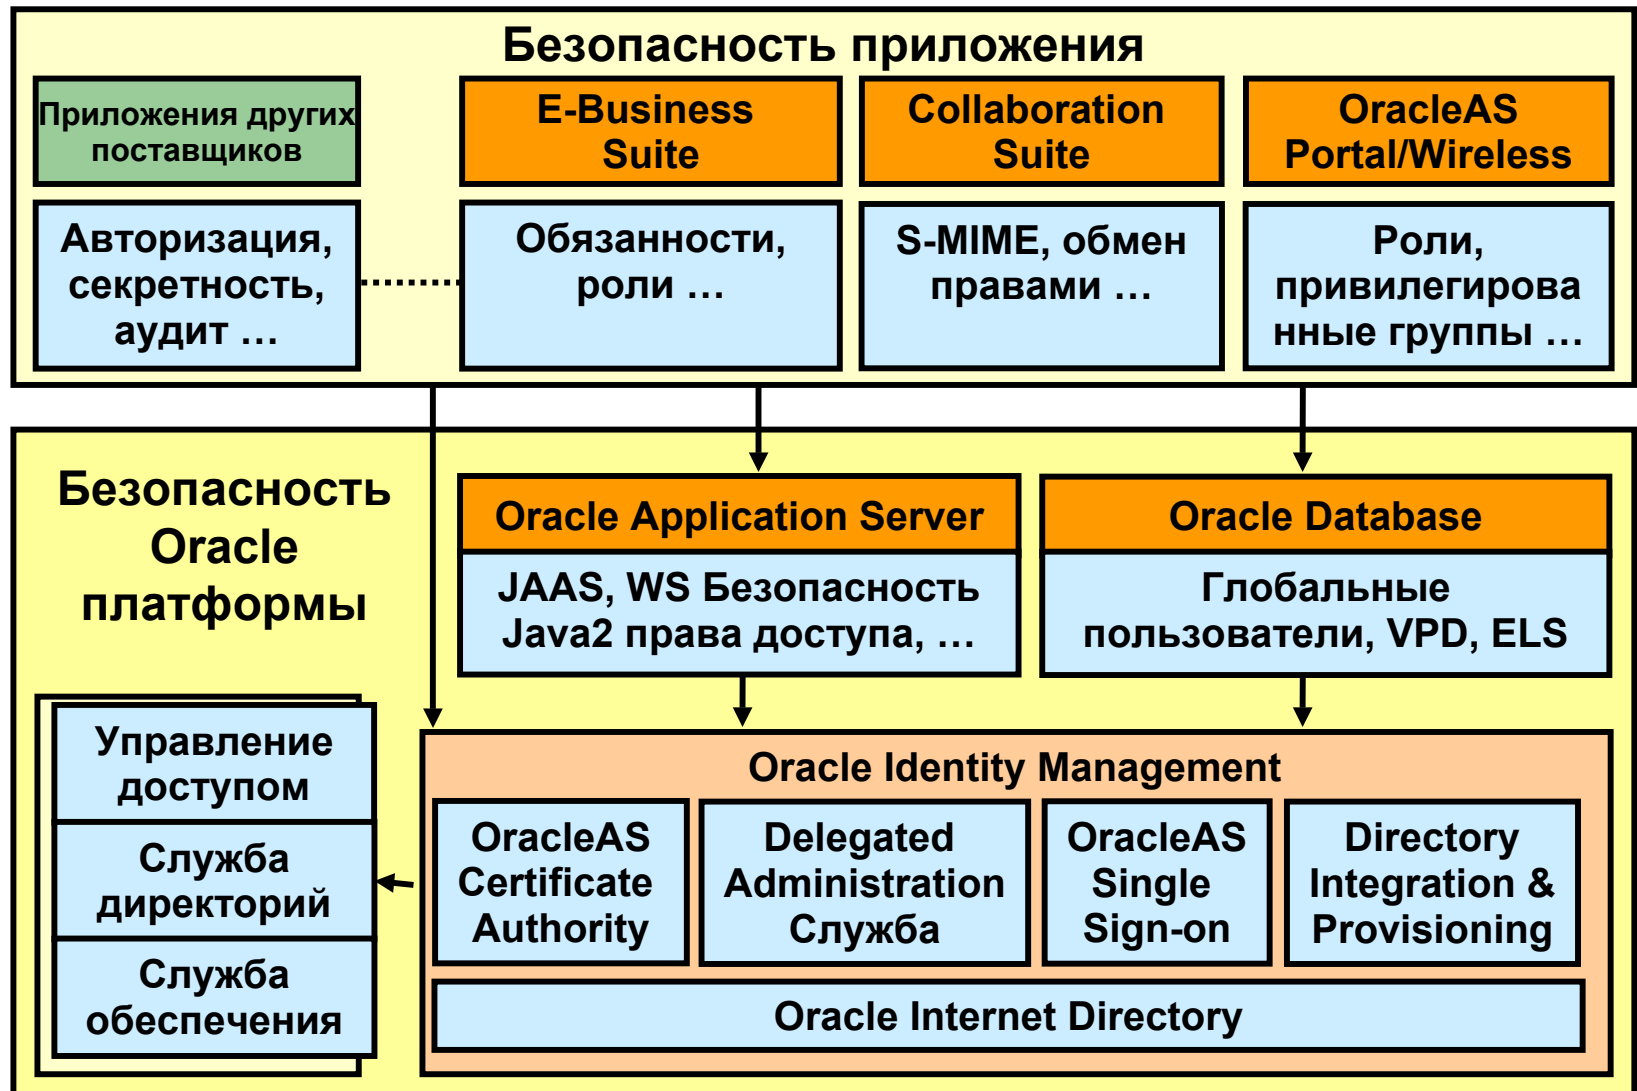 Безопасность приложения
Приложения других
поставщиков
E-Business
Suite
Collaboration
Suite
OracleAS
Portal/Wireless
Авторизация,
секретность,
аудит …
Обязанности,
роли …
S-MIME, обмен
правами …
Роли,
привилегирова
нные группы …
Безопасность
Oracle
платформы
Oracle Application Server
JAAS, WS Безопасность
Java2 права доступа, …
Oracle Database
Глобальные
пользователи, VPD, ELS
Управление
доступом
Служба
директорий
Служба
обеспечения
Oracle Identity Management
OracleAS
Certificate
Authority
Delegated
Administration
Служба
OracleAS
Single
Sign-on
Directory
Integration &
Provisioning
Oracle Internet Directory